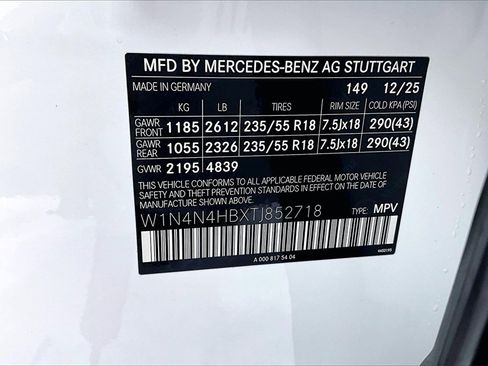 MFD BY MERCEDES-BENZ AG STUTTGART
MADE IN GERMANY 149 12/25
KG LB TIRES RIM SIZE COLD KPA(PSI)
GAWR FRONT 1185 2612 235/55 R18 7.5Jx18 290(43)
GAWR REAR 1055 2326 235/55 R18 7.5Jx18 290(43)
GVWR 2195 4839
THIS VEHICLE CONFORMS TO ALL APPLICABLE FEDERAL MOTOR VEHICLE
SAFETY AND THEFT PREVENTION STANDARDS IN EFFECT ON THE DATE
OF MANUFACTURE SHOWN ABOVE.
W1N4N4HBXTJ852718 TYPE: MPV
A 000 817 54 04